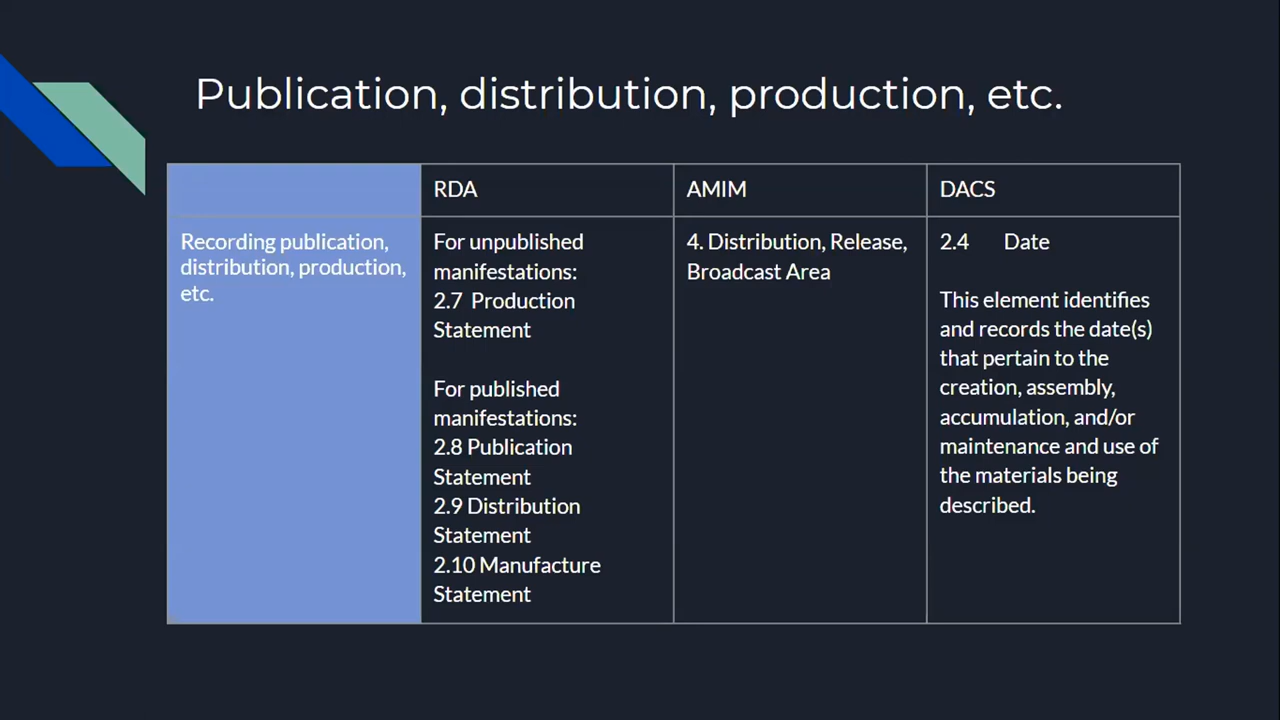 Publication, distribution, production, etc.
RDA
AMIM
DACS
Recording publication,
distribution, production,
etc.
For unpublished
manifestations:
2.7 Production
Statement
For published
manifestations:
2.8 Publication
Statement
2.9 Distribution
Statement
2.10 Manufacture
Statement
4. Distribution, Release,
Broadcast Area
2.4 Date
This element identifies
and records the date(s)
that pertain to the
creation, assembly,
accumulation, and/or
maintenance and use of
the materials being
described.